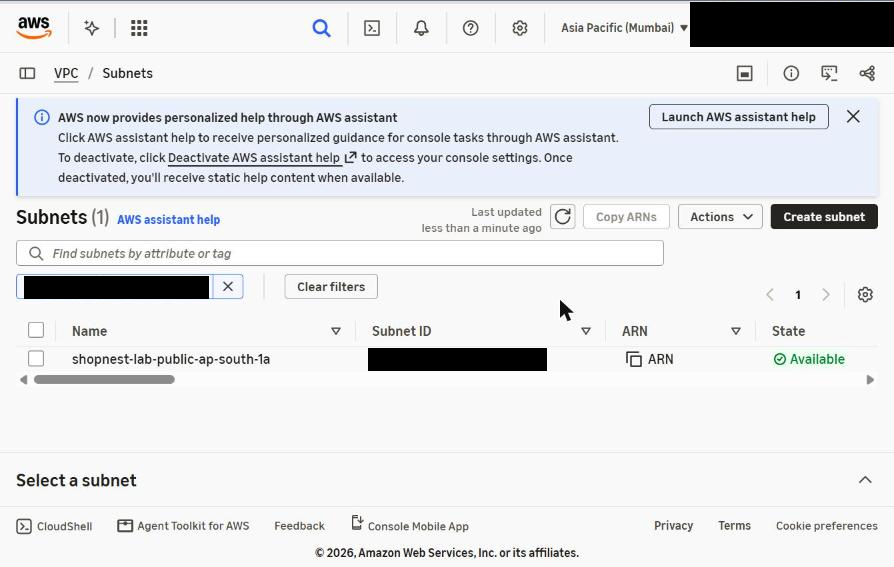 aws
Asia Pacific (Mumbai)
VPC / Subnets
AWS now provides personalized help through AWS assistant
Click AWS assistant help to receive personalized guidance for console tasks through AWS assistant.
To deactivate, click Deactivate AWS assistant help to access your console settings. Once
deactivated, you'll receive static help content when available.
Launch AWS assistant help
Subnets (1) AWS assistant help
Last updated
less than a minute ago
Copy ARNs
Actions
Create subnet
Find subnets by attribute or tag
Clear filters
1
Name Subnet ID ARN State
shopnest-lab-public-ap-south-1a ARN Available
Select a subnet
CloudShell Agent Toolkit for AWS Feedback Console Mobile App Privacy Terms Cookie preferences
© 2026, Amazon Web Services, Inc. or its affiliates.